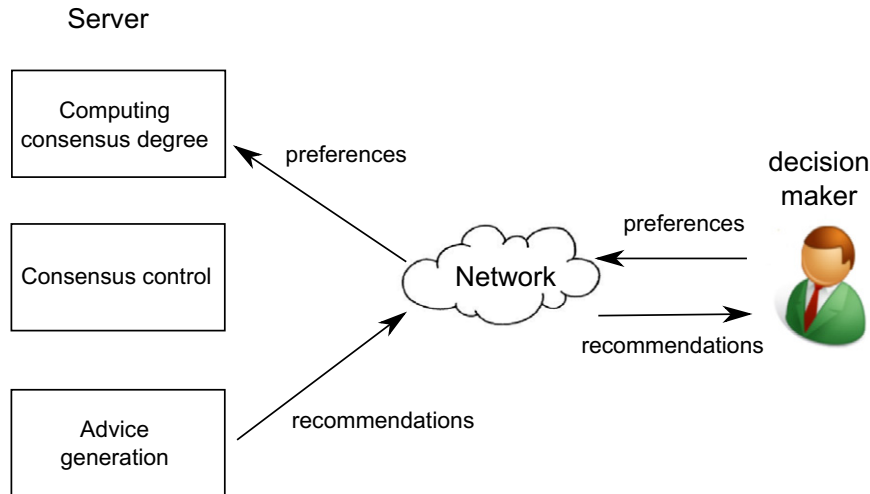 Server
Computing
consensus degree
preferences
decision
maker
preferences
Consensus control
Network
recommendations
recommendations
Advice
generation